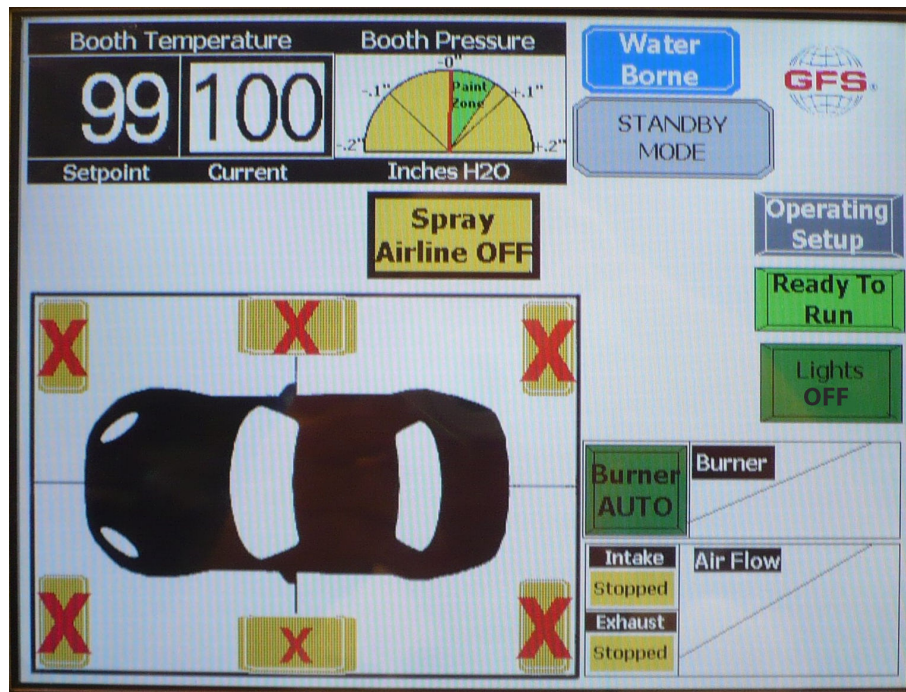 Booth Temperature
Booth Pressure
99
100
-0"
-.1"
+.1"
-.2"
+.2"
Paint
Zone
Setpoint
Current
Inches H2O
Water
Borne
STANDBY
MODE
GFS
Spray
Airline OFF
Operating
Setup
Ready To
Run
Lights
OFF
X
X
X
X
X
X
Burner
AUTO
Burner
Intake
Stopped
Exhaust
Stopped
Air Flow